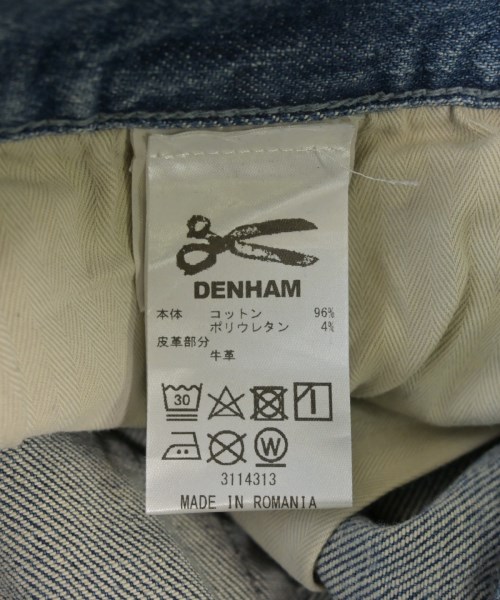 DENHAM
本体 コットン 96%
ポリウレタン 4%
皮革部分
牛革
30
W
3114313
MADE IN ROMANIA